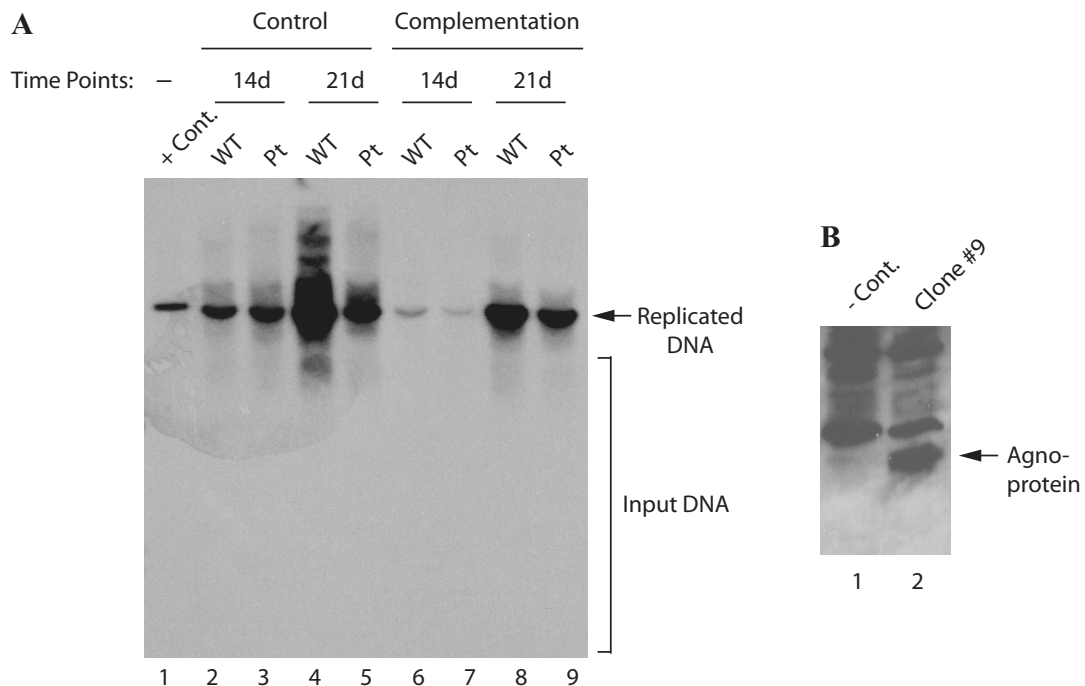 A
Control
Complementation
Time Points:
–
14d
21d
14d
21d
+ Cont.
WT
Pt
WT
Pt
WT
Pt
WT
Pt
Replicated
DNA
Input DNA
1 2 3 4 5 6 7 8 9
B
- Cont.
Clone #9
Agno-
protein
1 2